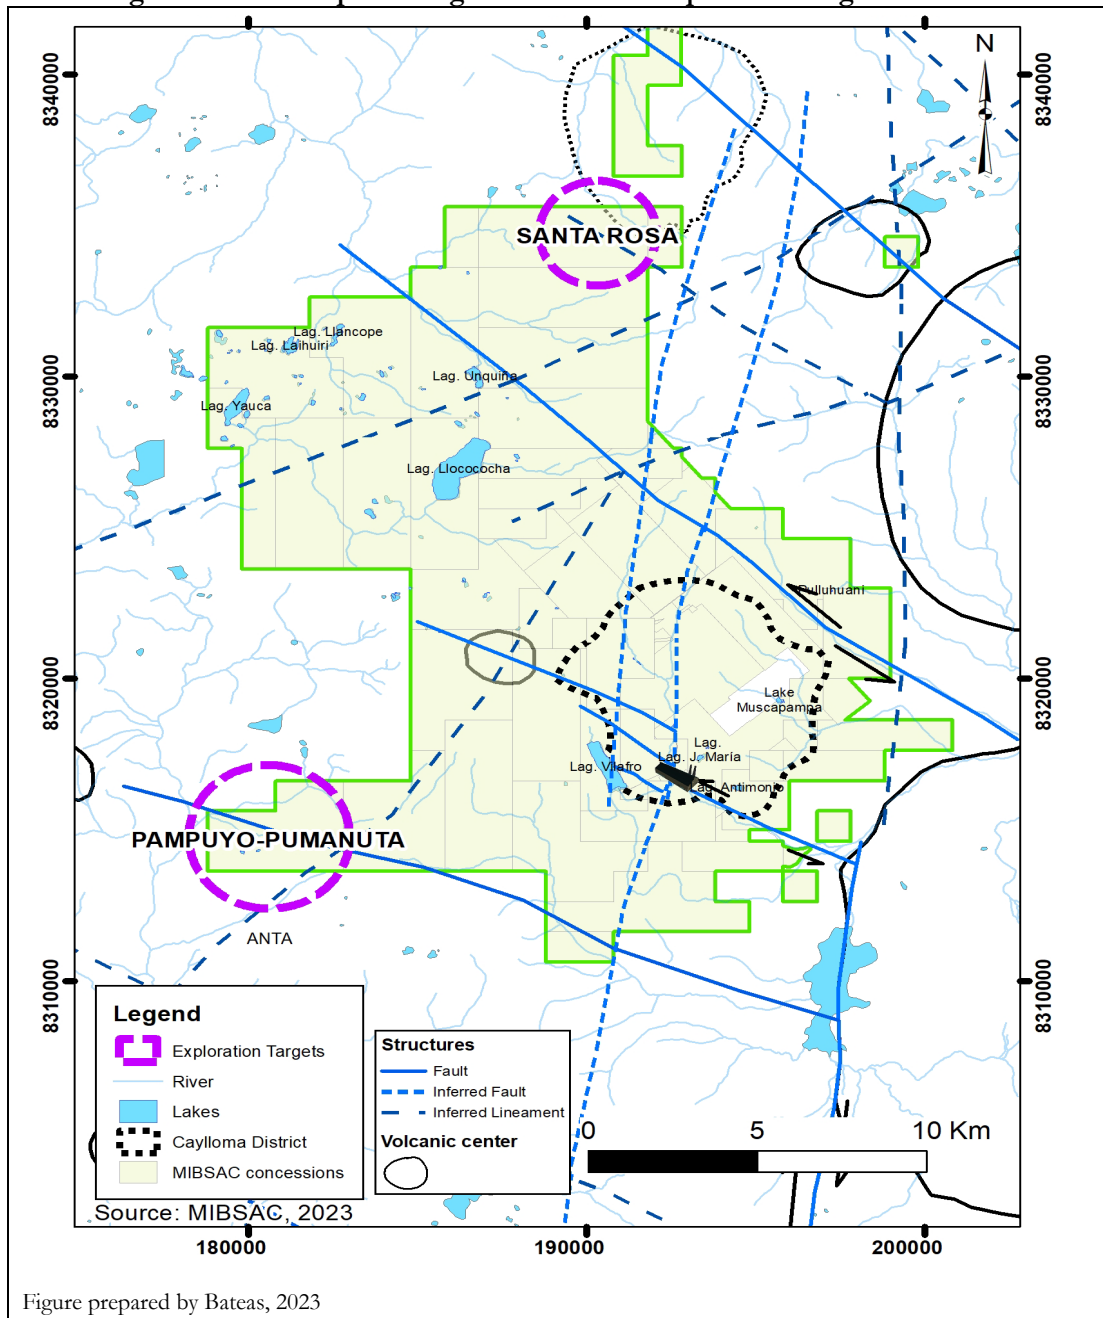 N
8340000
8340000
SANTA ROSA
Lag. Llancope
Lag. Laihuiri
8330000
8330000
Lag. Unquiña
Lag. Yauca
Lag. Llocococha
Pulluhuani
8320000
8320000
Lake
Muscapampa
Lag.
Lag. J. María
Lag. Vilafro
Lag. Antimonio
PAMPUYO-PUMANUTA
ANTA
8310000
8310000
Legend
Exploration Targets
River
Lakes
Caylloma District
MIBSAC concessions
Structures
Fault
Inferred Fault
Inferred Lineament
Volcanic center
0 5 10 Km
Source: MIBSAC, 2023
180000 190000 200000
Figure prepared by Bateas, 2023